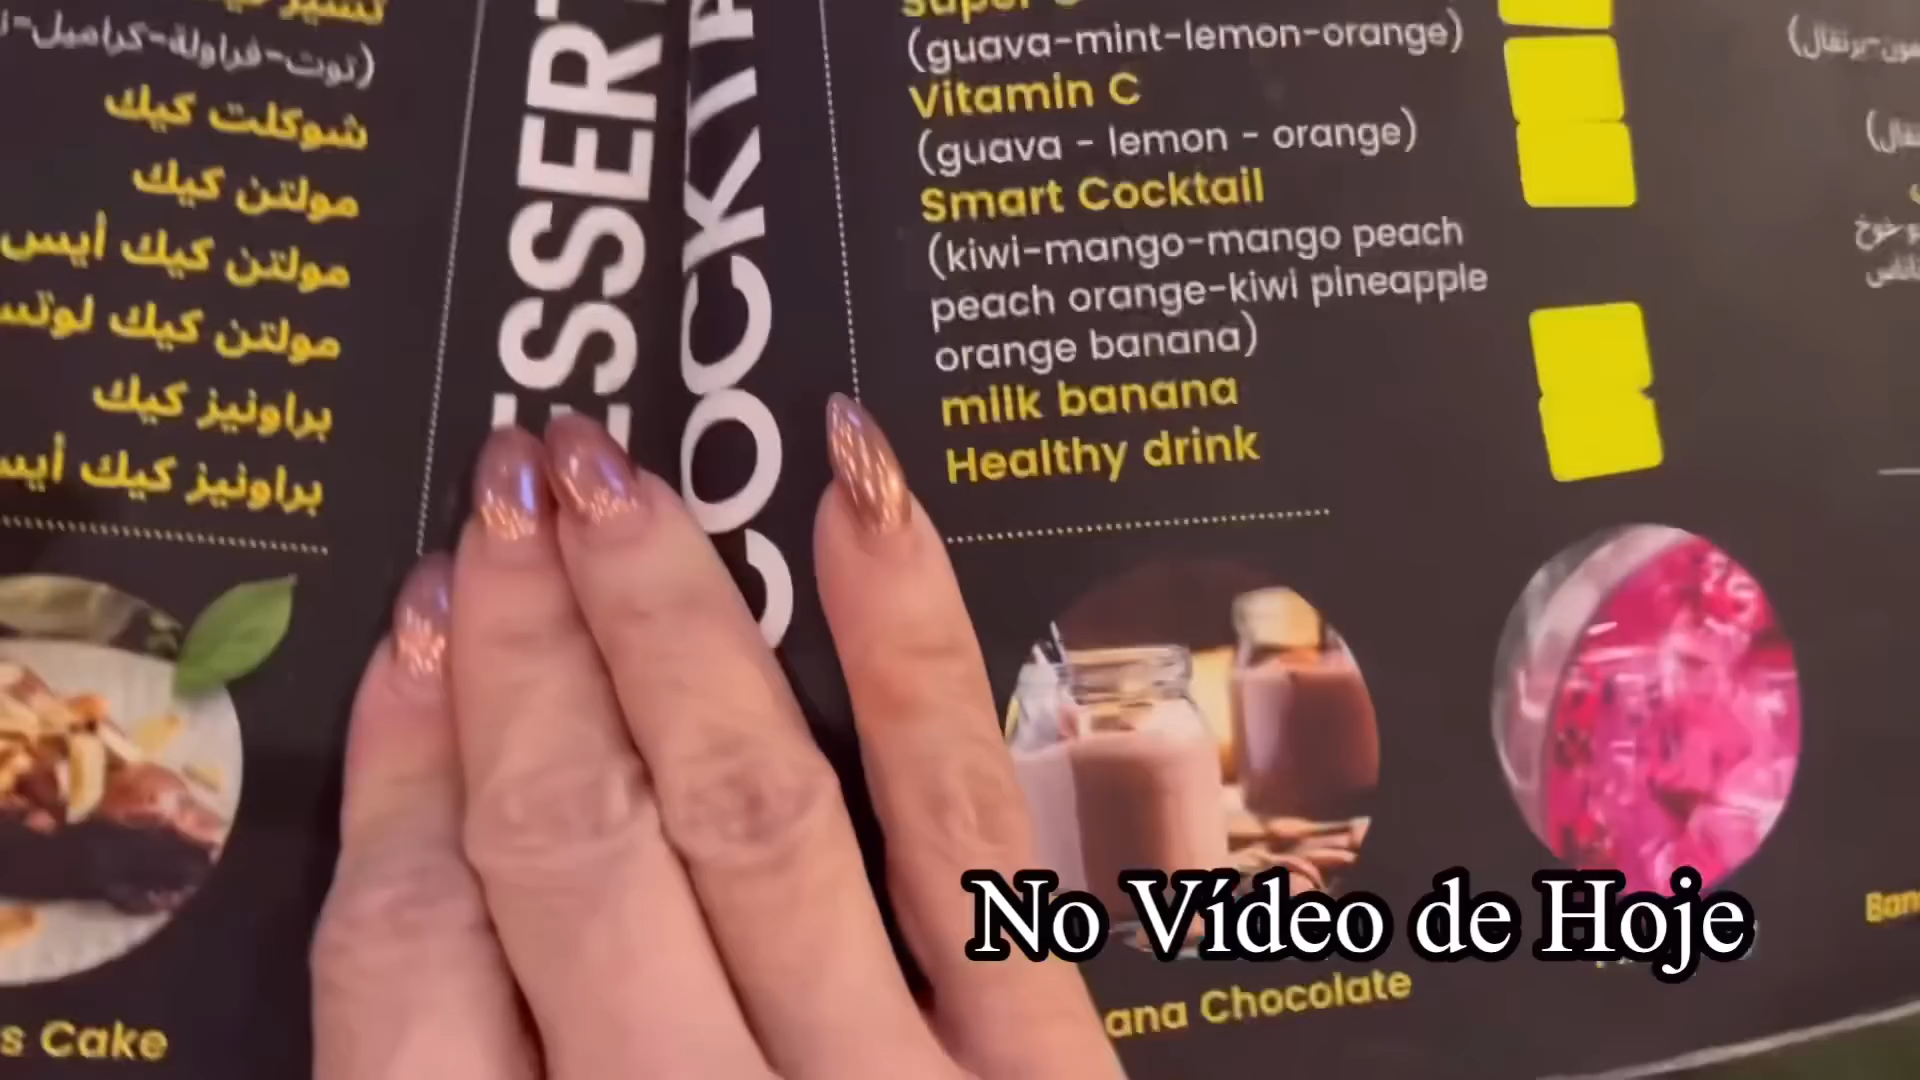 (توت-فراولة-كراميل-
شوكلت كيك
مولتن كيك
مولتن كيك أيس
مولتن كيك لوتس
براونيز كيك
براونيز كيك
s Cake
ESSERT
COCKT
Super
(guava-mint-lemon-orange)
Vitamin C
(guava - lemon - orange)
Smart Cocktail
(kiwi-mango-mango peach
peach orange-kiwi pineapple
orange banana)
milk banana
Healthy drink
ana Chocolate
Ban
No Vídeo de Hoje